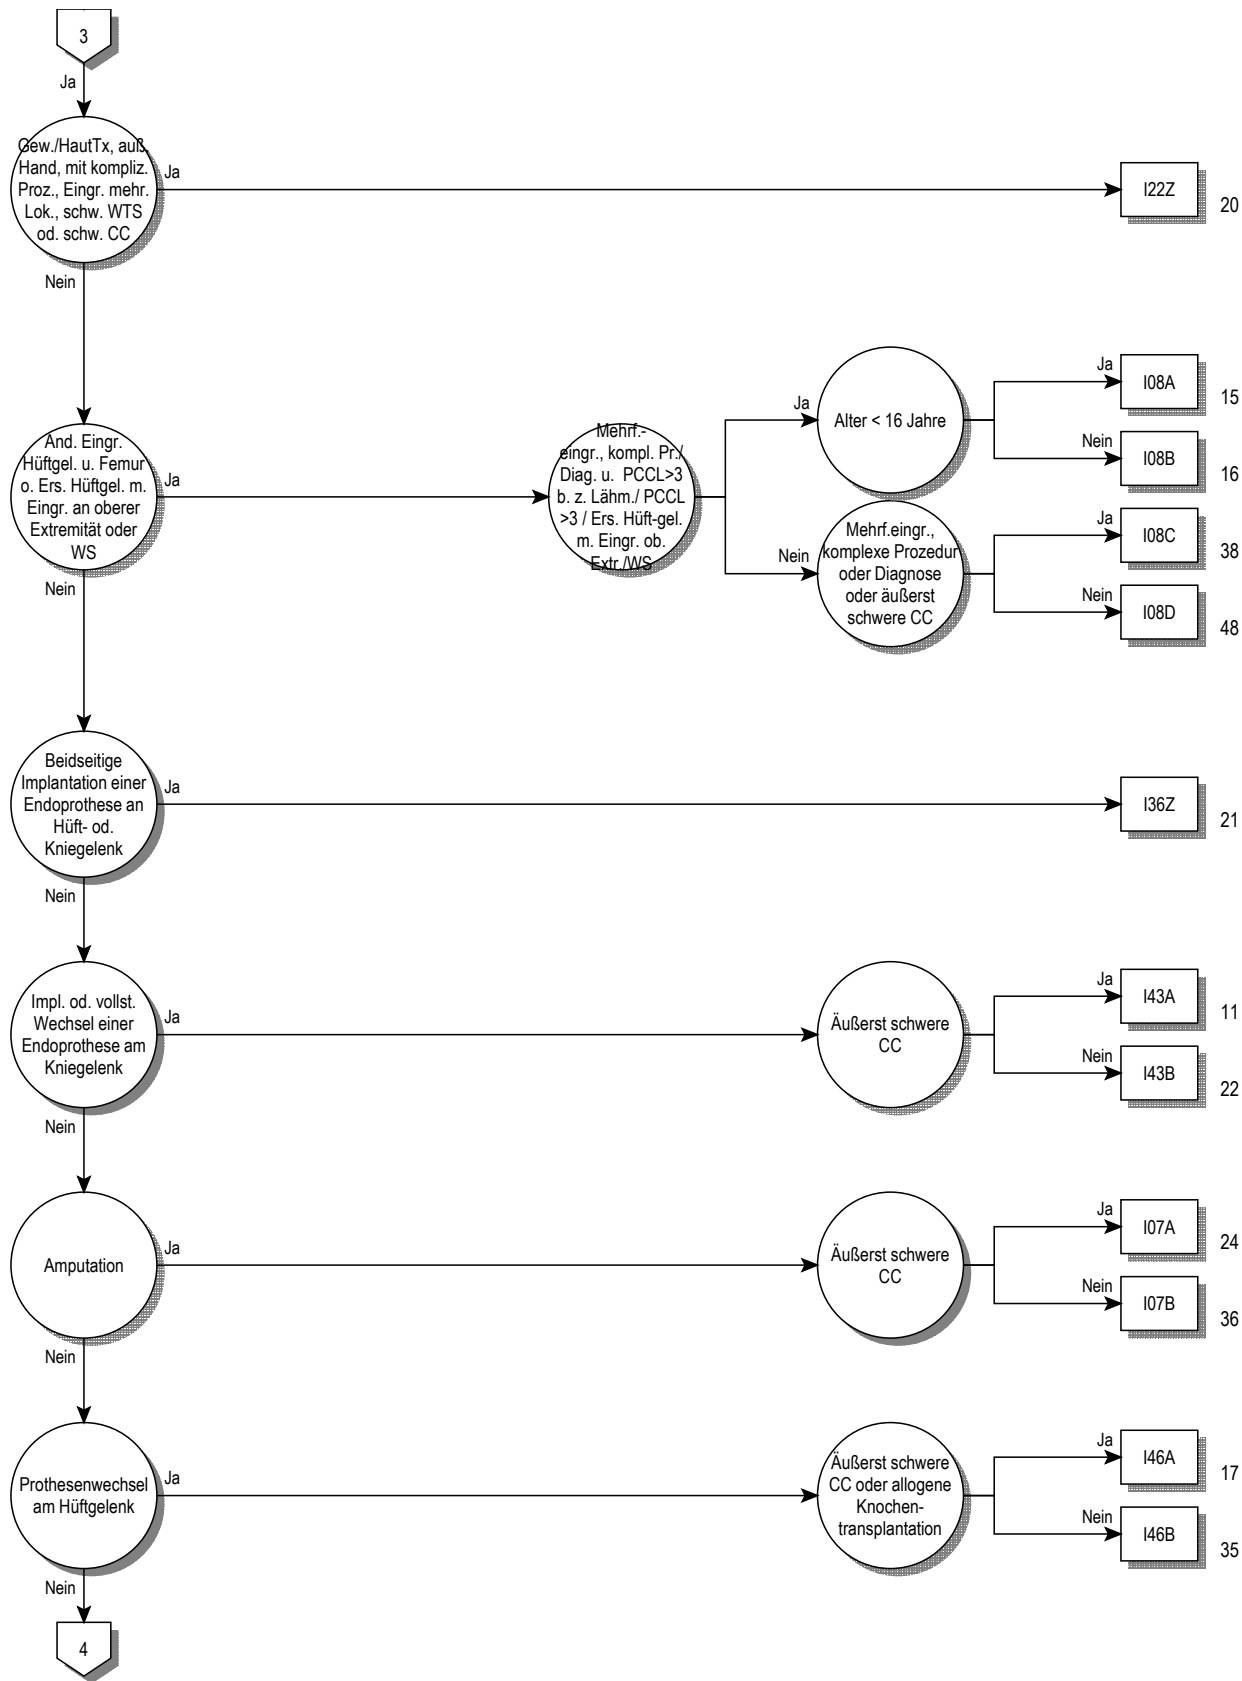 3
Ja
Gew./HautTx, auß.
Hand, mit kompliz.
Proz., Eingr. mehr.
Lok., schw. WTS
od. schw. CC
Ja
I22Z
20
Nein
And. Eingr.
Hüftgel. u. Femur
o. Ers. Hüftgel. m.
Eingr. an oberer
Extremität oder
WS
Ja
Mehrf.-
eingr., kompl. Pr./
Diag. u. PCCL>3
b. z. Lähm./ PCCL
>3 / Ers. Hüft-gel.
m. Eingr. ob.
Extr./WS
Ja
Alter < 16 Jahre
Ja
I08A
15
Nein
I08B
16
Nein
Mehrf.eingr.,
komplexe Prozedur
oder Diagnose
oder äußerst
schwere CC
Ja
I08C
38
Nein
I08D
48
Nein
Beidseitige
Implantation einer
Endoprothese an
Hüft- od.
Kniegelenk
Ja
I36Z
21
Nein
Impl. od. vollst.
Wechsel einer
Endoprothese am
Kniegelenk
Ja
Äußerst schwere
CC
Ja
I43A
11
Nein
I43B
22
Nein
Amputation
Ja
Äußerst schwere
CC
Ja
I07A
24
Nein
I07B
36
Nein
Prothesenwechsel
am Hüftgelenk
Ja
Äußerst schwere
CC oder allogene
Knochen-
transplantation
Ja
I46A
17
Nein
I46B
35
Nein
4